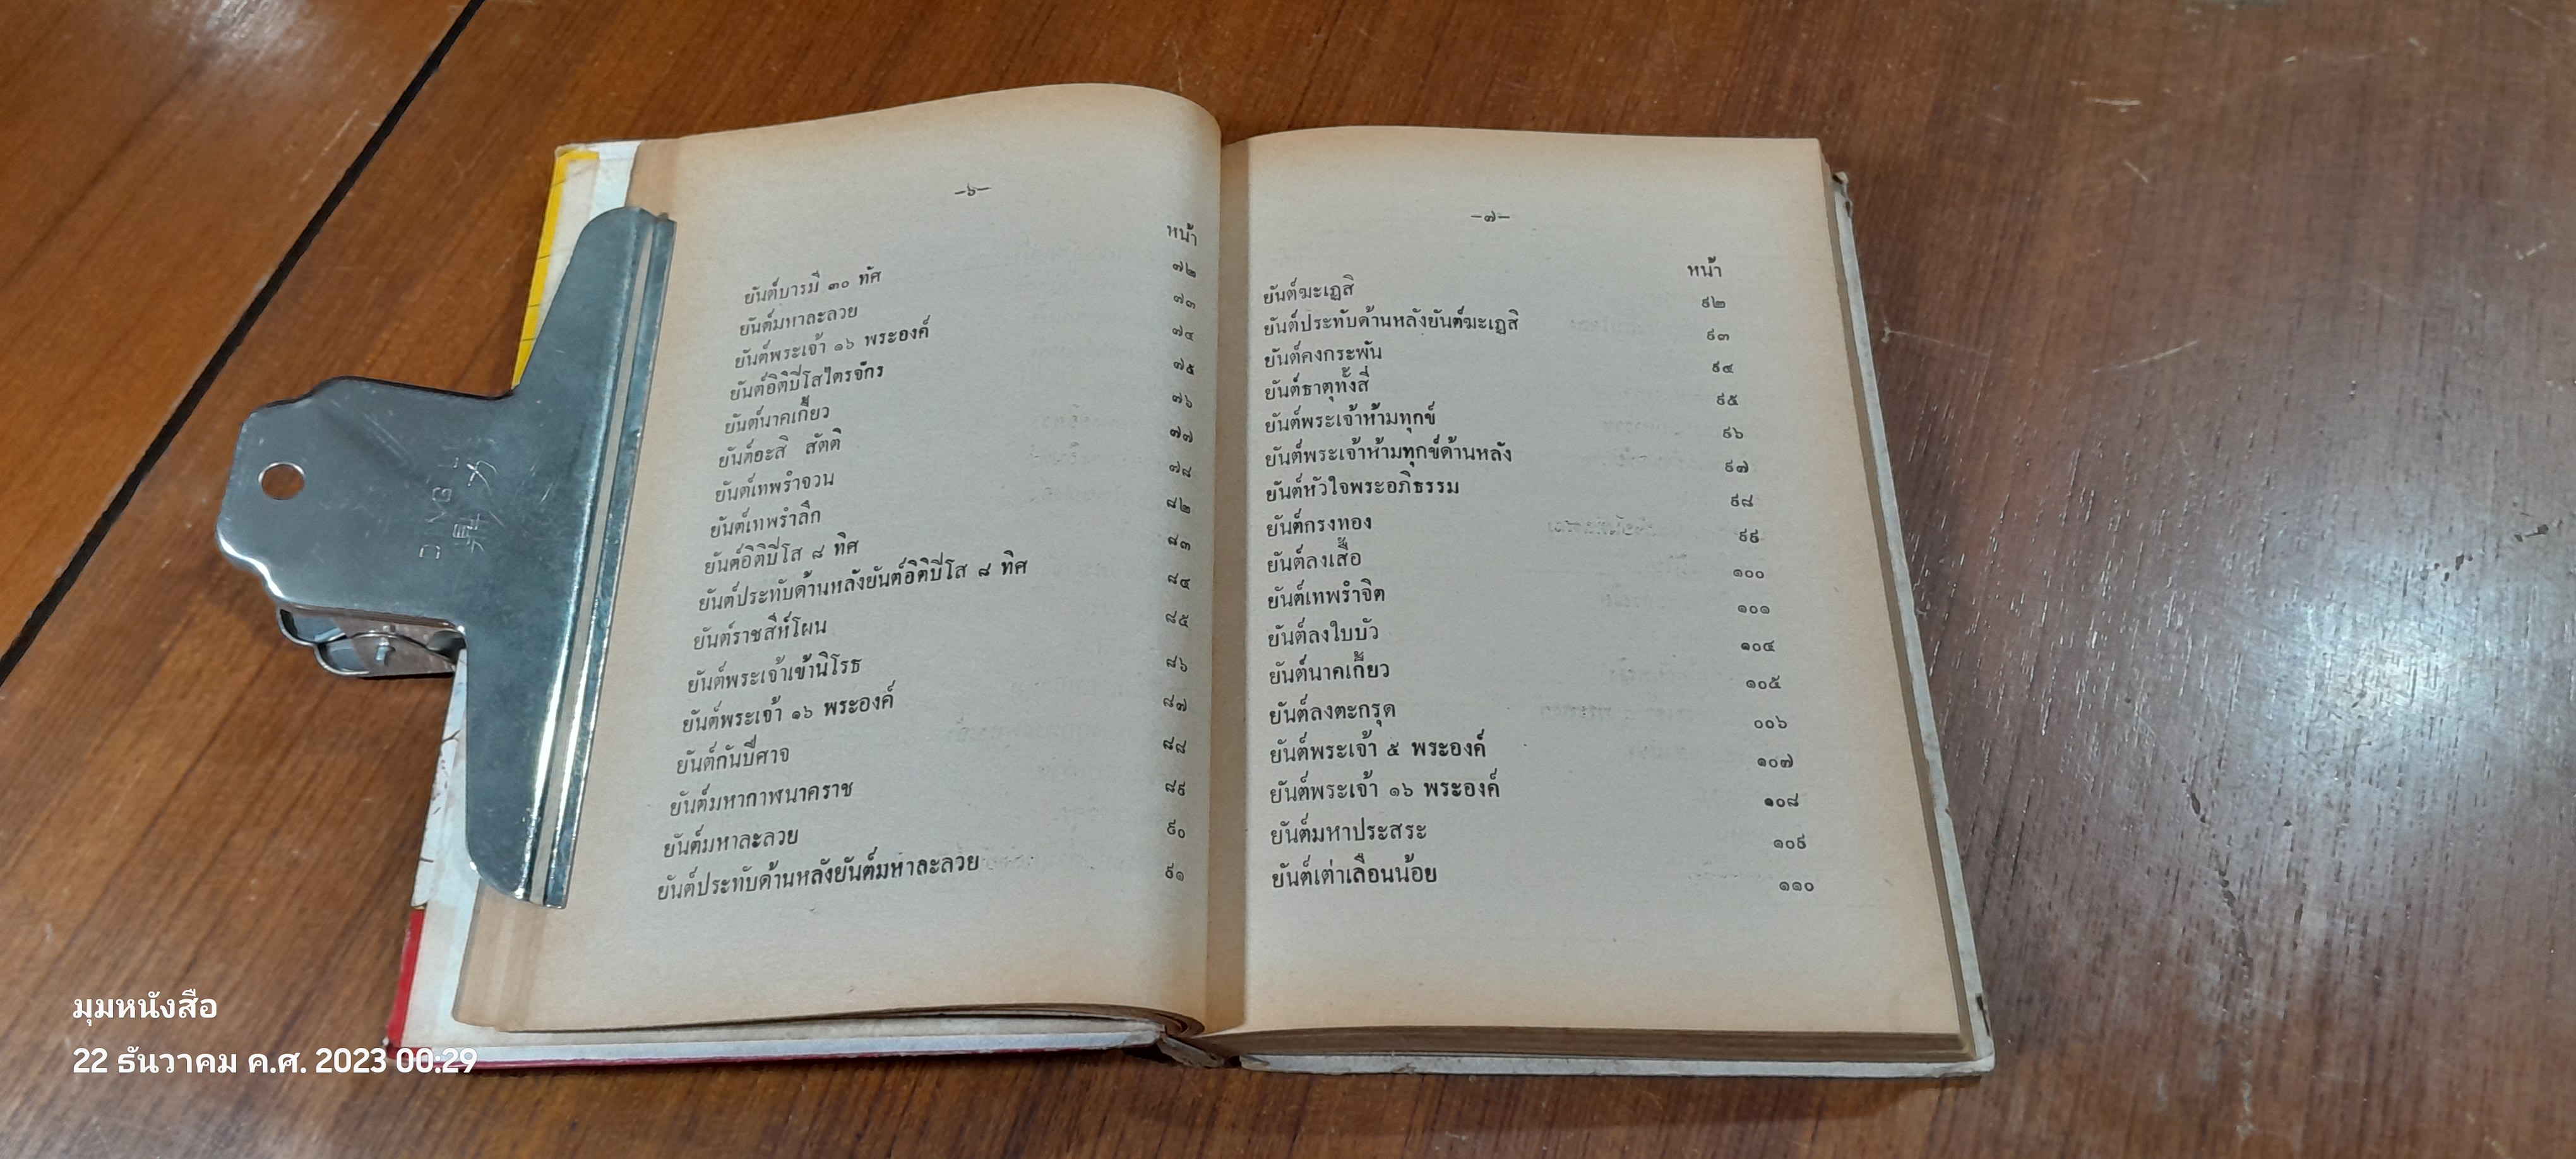 -๖-
หน้า
ยันต์บารมี ๓๐ ทัศ ๗๒
ยันต์มหาละลวย ๗๓
ยันต์พระเจ้า ๑๖ พระองค์ ๗๔
ยันต์อิติปิโสไตรจักร ๗๕
ยันต์นาคเกี้ยว ๗๖
ยันต์อะสิ สัตติ ๗๗
ยันต์เทพรำจวน ๗๘
ยันต์เทพรำลึก ๘๒
ยันต์อิติปิโส ๘ ทิศ ๘๓
ยันต์ประทับด้านหลังยันต์อิติปิโส ๘ ทิศ ๘๔
ยันต์ราชสีห์โผน ๘๕
ยันต์พระเจ้าเข้านิโรธ ๘๖
ยันต์พระเจ้า ๑๖ พระองค์ ๘๗
ยันต์กันปีศาจ ๘๘
ยันต์มหากาฬนาคราช ๘๙
ยันต์มหาละลวย ๙๐
ยันต์ประทับด้านหลังยันต์มหาละลวย ๙๑
-๗-
หน้า
ยันต์ฆะเฏสิ ๙๒
ยันต์ประทับด้านหลังยันต์ฆะเฏสิ ๙๓
ยันต์คงกระพัน ๙๔
ยันต์ธาตุทั้งสี่ ๙๕
ยันต์พระเจ้าห้ามทุกข์ ๙๖
ยันต์พระเจ้าห้ามทุกข์ด้านหลัง ๙๗
ยันต์หัวใจพระอภิธรรม ๙๘
ยันต์กรงทอง ๙๙
ยันต์ลงเสื้อ ๑๐๐
ยันต์เทพรำจิต ๑๐๑
ยันต์ลงใบบัว ๑๐๔
ยันต์นาคเกี้ยว ๑๐๕
ยันต์ลงตะกรุด ๐๐๖
ยันต์พระเจ้า ๕ พระองค์ ๑๐๗
ยันต์พระเจ้า ๑๖ พระองค์ ๑๐๘
ยันต์มหาประสระ ๑๐๙
ยันต์เต่าเลือนน้อย ๑๑๐
DING LI
鼎力
มุมหนังสือ
22 ธันวาคม ค.ศ. 2023 00:29